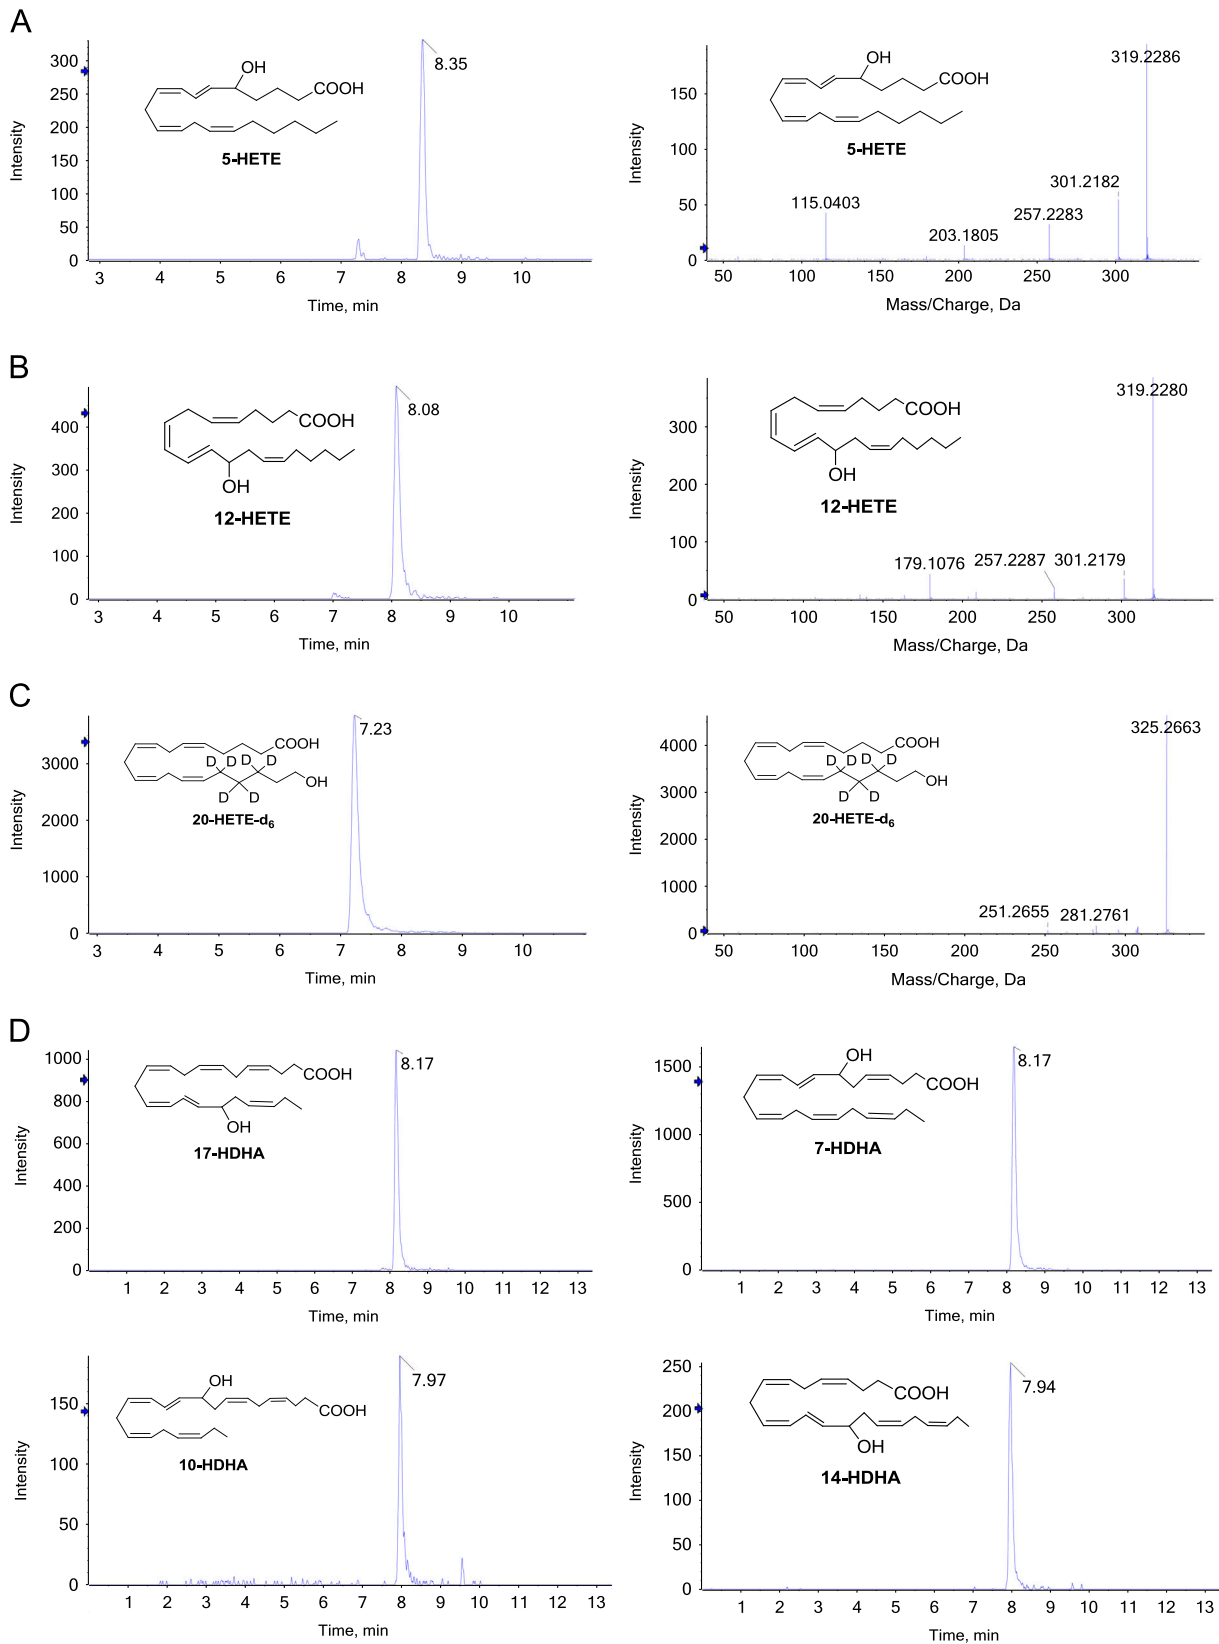 A
Intensity
300
250
200
150
100
50
0
3 4 5 6 7 8 9 10
Time, min
OH
COOH
5-HETE
8.35
Intensity
150
100
50
0
50 100 150 200 250 300
Mass/Charge, Da
OH
COOH
5-HETE
115.0403
203.1805
257.2283
301.2182
319.2286
B
Intensity
400
300
200
100
0
3 4 5 6 7 8 9 10
Time, min
COOH
OH
12-HETE
8.08
Intensity
300
200
100
0
50 100 150 200 250 300
Mass/Charge, Da
COOH
OH
12-HETE
179.1076
257.2287
301.2179
319.2280
C
Intensity
3000
2000
1000
0
3 4 5 6 7 8 9 10
Time, min
COOH
D D D D
OH
D D
20-HETE-d6
7.23
Intensity
4000
3000
2000
1000
0
50 100 150 200 250 300
Mass/Charge, Da
COOH
D D D D
OH
D D
20-HETE-d6
251.2655
281.2761
325.2663
D
Intensity
1000
800
600
400
200
0
1 2 3 4 5 6 7 8 9 10 11 12 13
Time, min
COOH
OH
17-HDHA
8.17
Intensity
1500
1000
500
0
1 2 3 4 5 6 7 8 9 10 11 12 13
Time, min
OH
COOH
7-HDHA
8.17
Intensity
150
100
50
0
1 2 3 4 5 6 7 8 9 10 11 12 13
Time, min
OH
COOH
10-HDHA
7.97
Intensity
250
200
150
100
50
0
1 2 3 4 5 6 7 8 9 10 11 12 13
Time, min
COOH
OH
14-HDHA
7.94